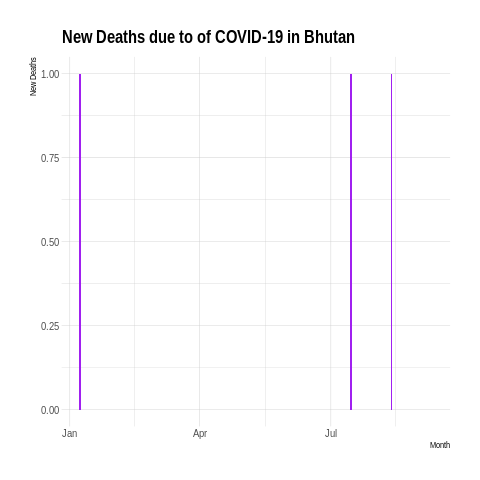 New Deaths due to of COVID-19 in Bhutan
New Deaths
1.00
0.75
0.50
0.25
0.00
Jan Apr Jul
Month